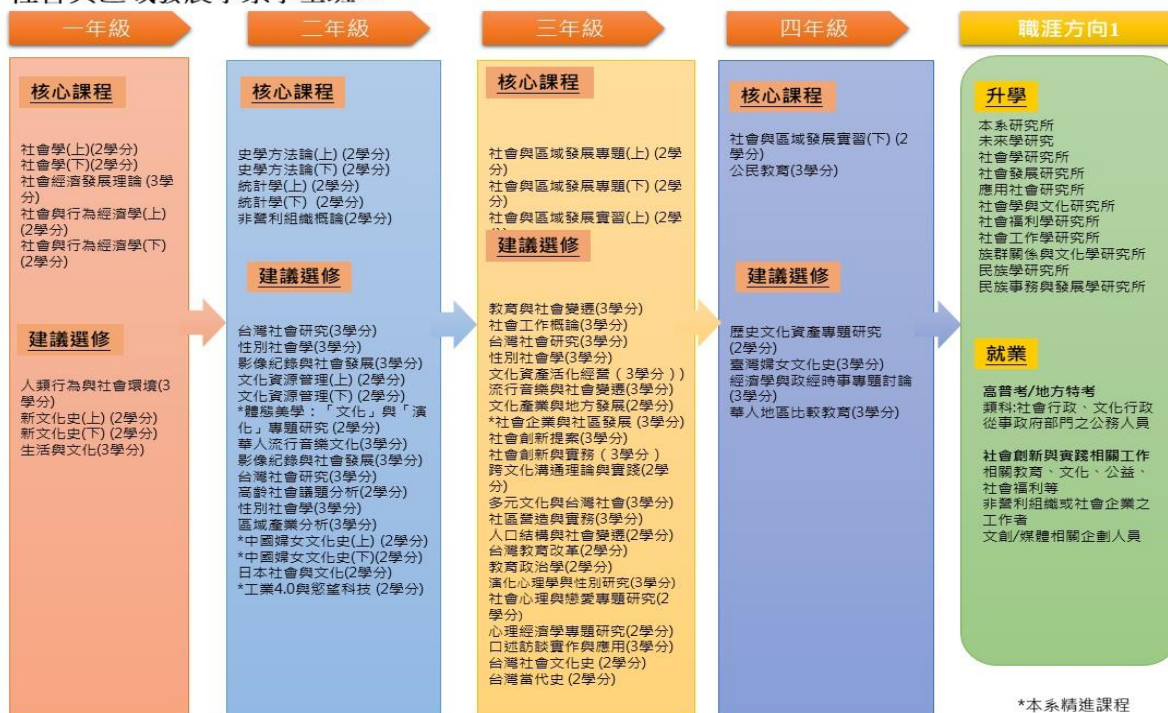 一年級
核心課程
社會學(上)(2學分)
社會學(下)(2學分)
社會經濟發展理論 (3學
分)
社會與行為經濟學(上)
(2學分)
社會與行為經濟學(下)
(2學分)
建議選修
人類行為與社會環境(3
學分)
新文化史(上) (2學分)
新文化史(下) (2學分)
生活與文化(3學分)
二年級
核心課程
史學方法論(上) (2學分)
史學方法論(下) (2學分)
統計學(上) (2學分)
統計學(下) (2學分)
非營利組織概論(2學分)
建議選修
台灣社會研究(3學分)
性別社會學(3學分)
影像紀錄與社會發展(3學分)
文化資源管理(上) (2學分)
文化資源管理(下) (2學分)
*體態美學：「文化」與「演
化」專題研究 (2學分)
華人流行音樂文化(3學分)
影像紀錄與社會發展(3學分)
台灣社會研究(3學分)
高齡社會議題分析(2學分)
性別社會學(3學分)
區域產業分析(3學分)
*中國婦女文化史(上) (2學分)
*中國婦女文化史(下)(2學分)
日本社會與文化(2學分)
*工業4.0與慾望科技 (2學分)
三年級
核心課程
社會與區域發展專題(上) (2學
分)
社會與區域發展專題(下) (2學
分)
社會與區域發展實習(上) (2學
建議選修
教育與社會變遷(3學分)
社會工作概論(3學分)
台灣社會研究(3學分)
性別社會學(3學分)
文化資產活化經營（3學分))
流行音樂與社會變遷(3學分)
文化產業與地方發展(2學分)
*社會企業與社區發展 (3學分)
社會創新提案(3學分)
社會創新與實務（3學分）
跨文化溝通理論與實踐(2學
分)
多元文化與台灣社會(3學分)
社區營造與實務(3學分)
人口結構與社會變遷(2學分)
台灣教育改革(2學分)
教育政治學(2學分)
演化心理學與性別研究(3學分)
社會心理與戀愛專題研究(2
學分)
心理經濟學專題研究(2學分)
口述訪談實作與應用(3學分)
台灣社會文化史 (2學分)
台灣當代史 (2學分)
四年級
核心課程
社會與區域發展實習(下) (2
學分)
公民教育(3學分)
建議選修
歷史文化資產專題研究
(2學分)
臺灣婦女文化史(3學分)
經濟學與政經時事專題討論
(3學分)
華人地區比較教育(3學分)
職涯方向1
升學
本系研究所
未來學研究
社會學研究所
社會發展研究所
應用社會研究所
社會學與文化研究所
社會福利學研究所
社會工作學研究所
族群關係與文化學研究所
民族學研究所
民族事務與發展學研究所
就業
高普考/地方特考
類科:社會行政、文化行政
從事政府部門之公務人員
社會創新與實踐相關工作
相關教育、文化、公益、
社會福利等
非營利組織或社會企業之
工作者
文創/媒體相關企劃人員
*本系精進課程